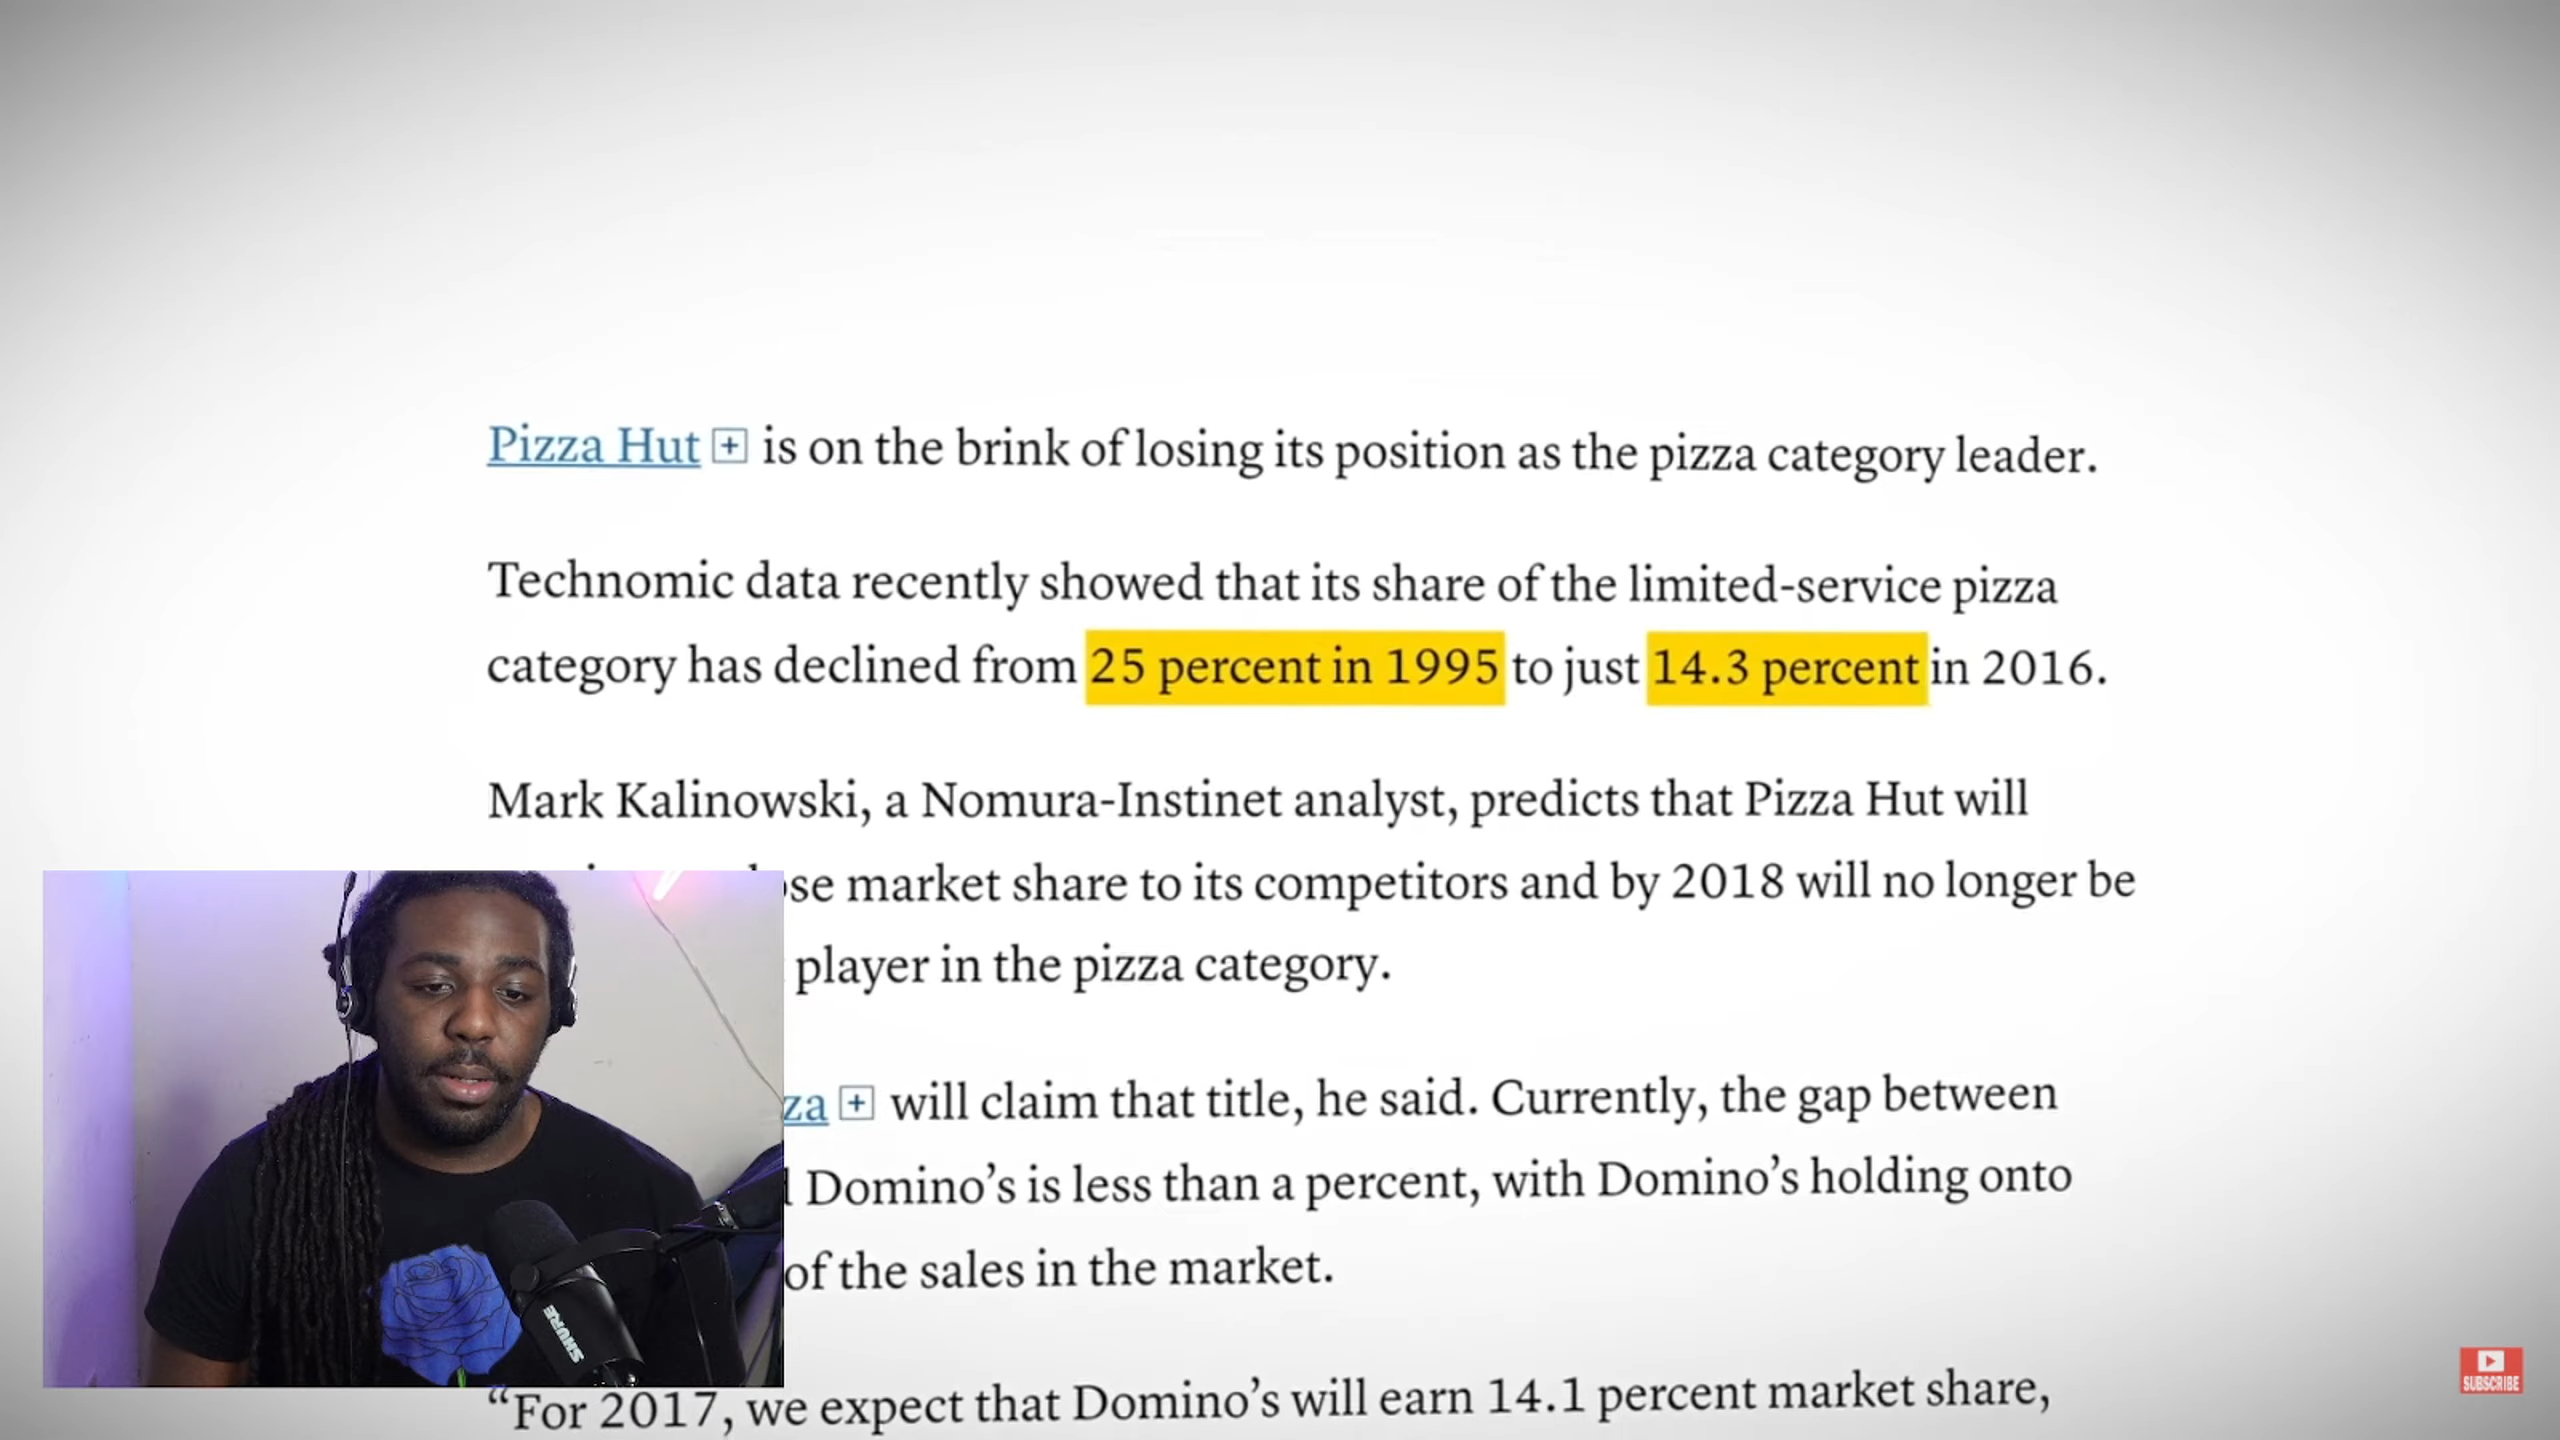 Pizza Hut + is on the brink of losing its position as the pizza category leader.
Technomic data recently showed that its share of the limited-service pizza
category has declined from 25 percent in 1995 to just 14.3 percent in 2016.
Mark Kalinowski, a Nomura-Instinet analyst, predicts that Pizza Hut will
market share to its competitors and by 2018 will no longer be
player in the pizza category.
+ will claim that title, he said. Currently, the gap between
Domino’s is less than a percent, with Domino’s holding onto
of the sales in the market.
“For 2017, we expect that Domino’s will earn 14.1 percent market share,
SHURE
SUBSCRIBE